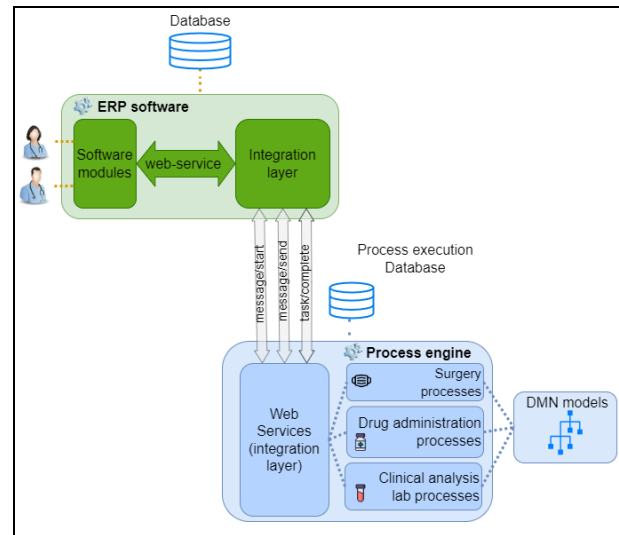 Database
ERP software
Software
modules
web-service
Integration
layer
message/start
message/send
task/complete
Process execution
Database
Process engine
Web
Services
(integration
layer)
Surgery
processes
Drug administration
processes
Clinical analysis
lab processes
DMN models